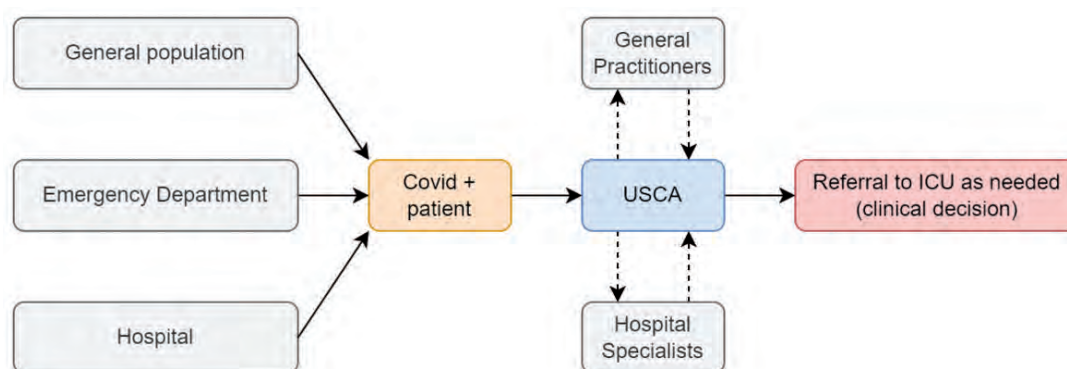 General population
General
Practitioners
Emergency Department
Covid +
patient
USCA
Referral to ICU as needed
(clinical decision)
Hospital
Hospital
Specialists